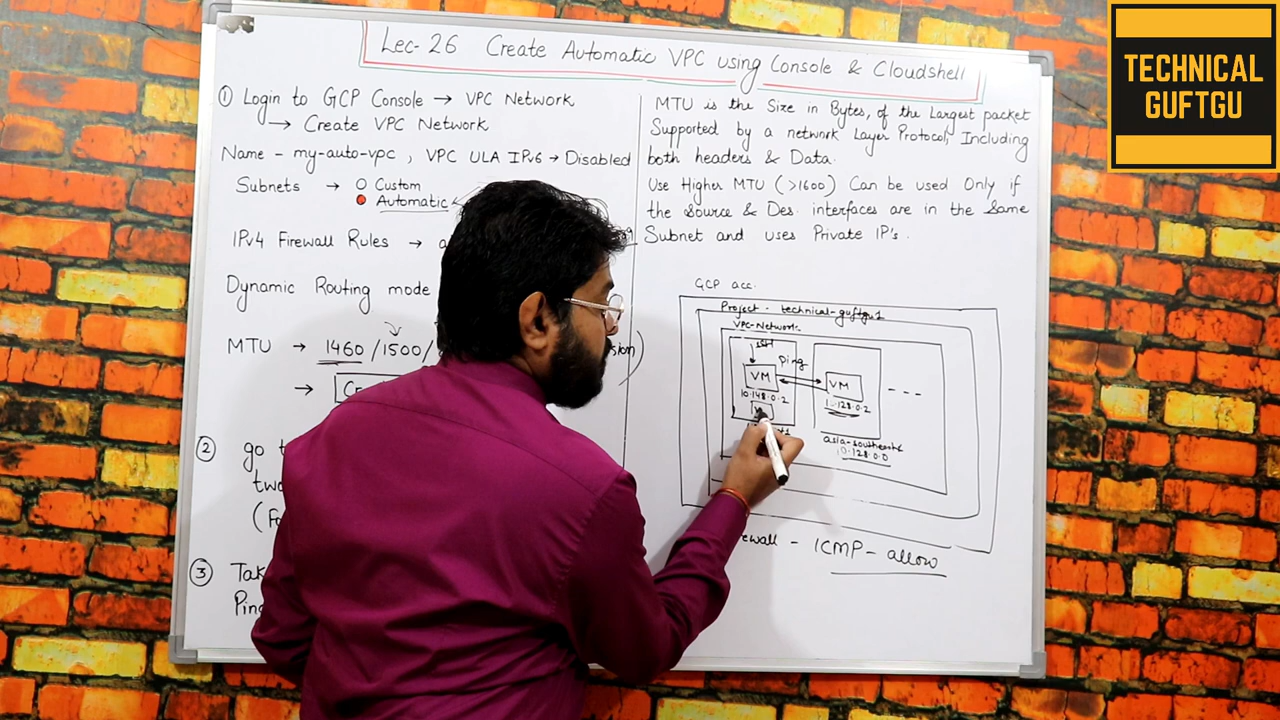 TECHNICAL
GUFTGU
Lec-26 Create Automatic VPC using Console & Cloudshell
① Login to GCP Console → VPC Network
→ Create VPC Network
Name - my-auto-vpc , VPC ULA IPv6 → Disabled
Subnets → Custom
Automatic
IPv4 Firewall Rules →
Dynamic Routing mode
MTU → 1460 / 1500 /
→
② go
two
③
MTU is the Size in Bytes, of the Largest packet
Supported by a network Layer Protocol, Including
both headers & Data.
Use Higher MTU (>1600) Can be used Only if
the Source & Des. interfaces are in the Same
Subnet and uses Private IP's.
GCP acc.
Project - technical-guftgu1
VPC-Network
SSH
Ping
VM
VM
10.148.0.2
10.128.0.2
10.128.0.0
ICMP - allow